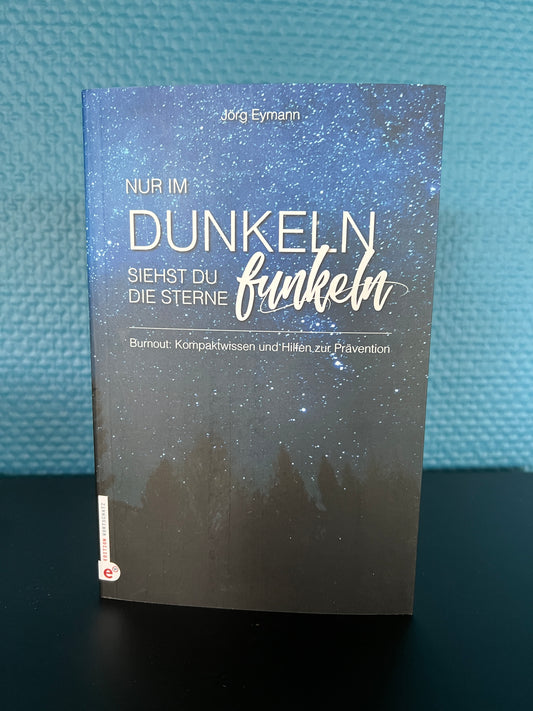 Jörg Eymann
NUR IM
DUNKELN
SIEHST DU
DIE STERNE funkeln
Burnout: Kompaktwissen und Hilfen zur Prävention
e